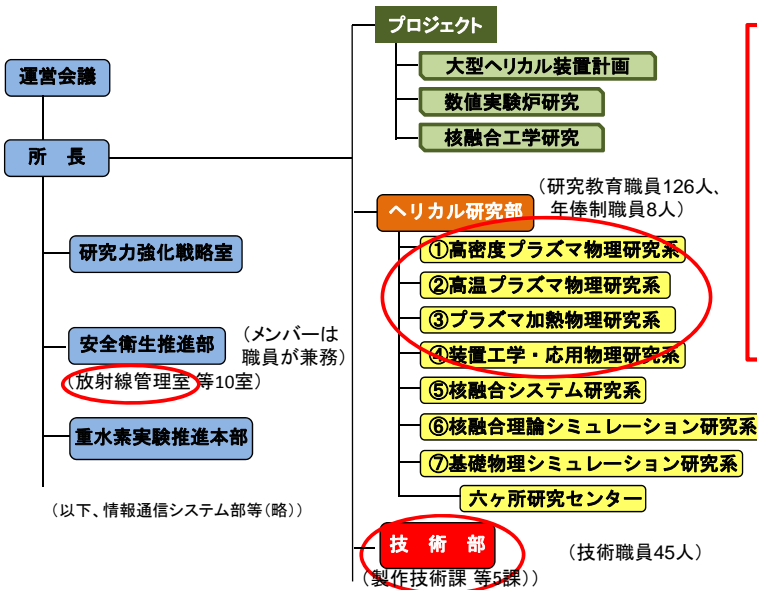 運営会議
所 長
研究力強化戦略室
安全衛生推進部
(メンバーは
職員が兼務)
(放射線管理室 等10室)
重水素実験推進本部
(以下、情報通信システム部等(略))
プロジェクト
大型ヘリカル装置計画
数値実験炉研究
核融合工学研究
ヘリカル研究部
(研究教育職員126人、
年俸制職員8人)
①高密度プラズマ物理研究系
②高温プラズマ物理研究系
③プラズマ加熱物理研究系
④装置工学・応用物理研究系
⑤核融合システム研究系
⑥核融合理論シミュレーション研究系
⑦基礎物理シミュレーション研究系
六ヶ所研究センター
技 術 部
(技術職員45人)
(製作技術課 等5課))